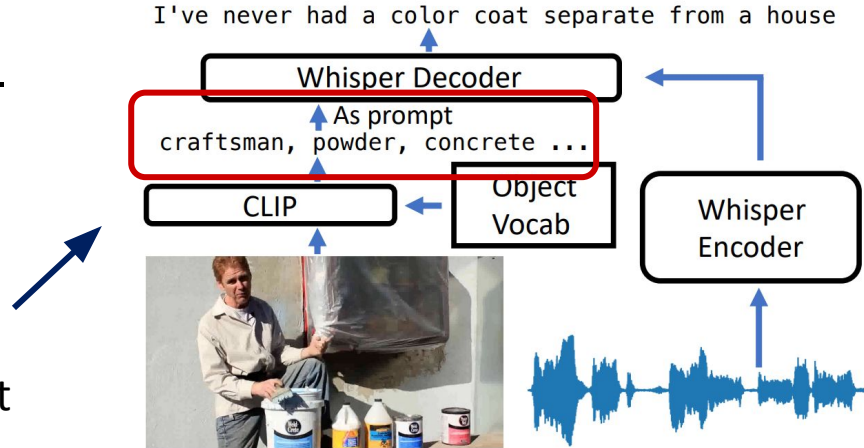 I've never had a color coat separate from a house
Whisper Decoder
As prompt
craftsman, powder, concrete ...
CLIP
Object
Vocab
Whisper
Encoder
t